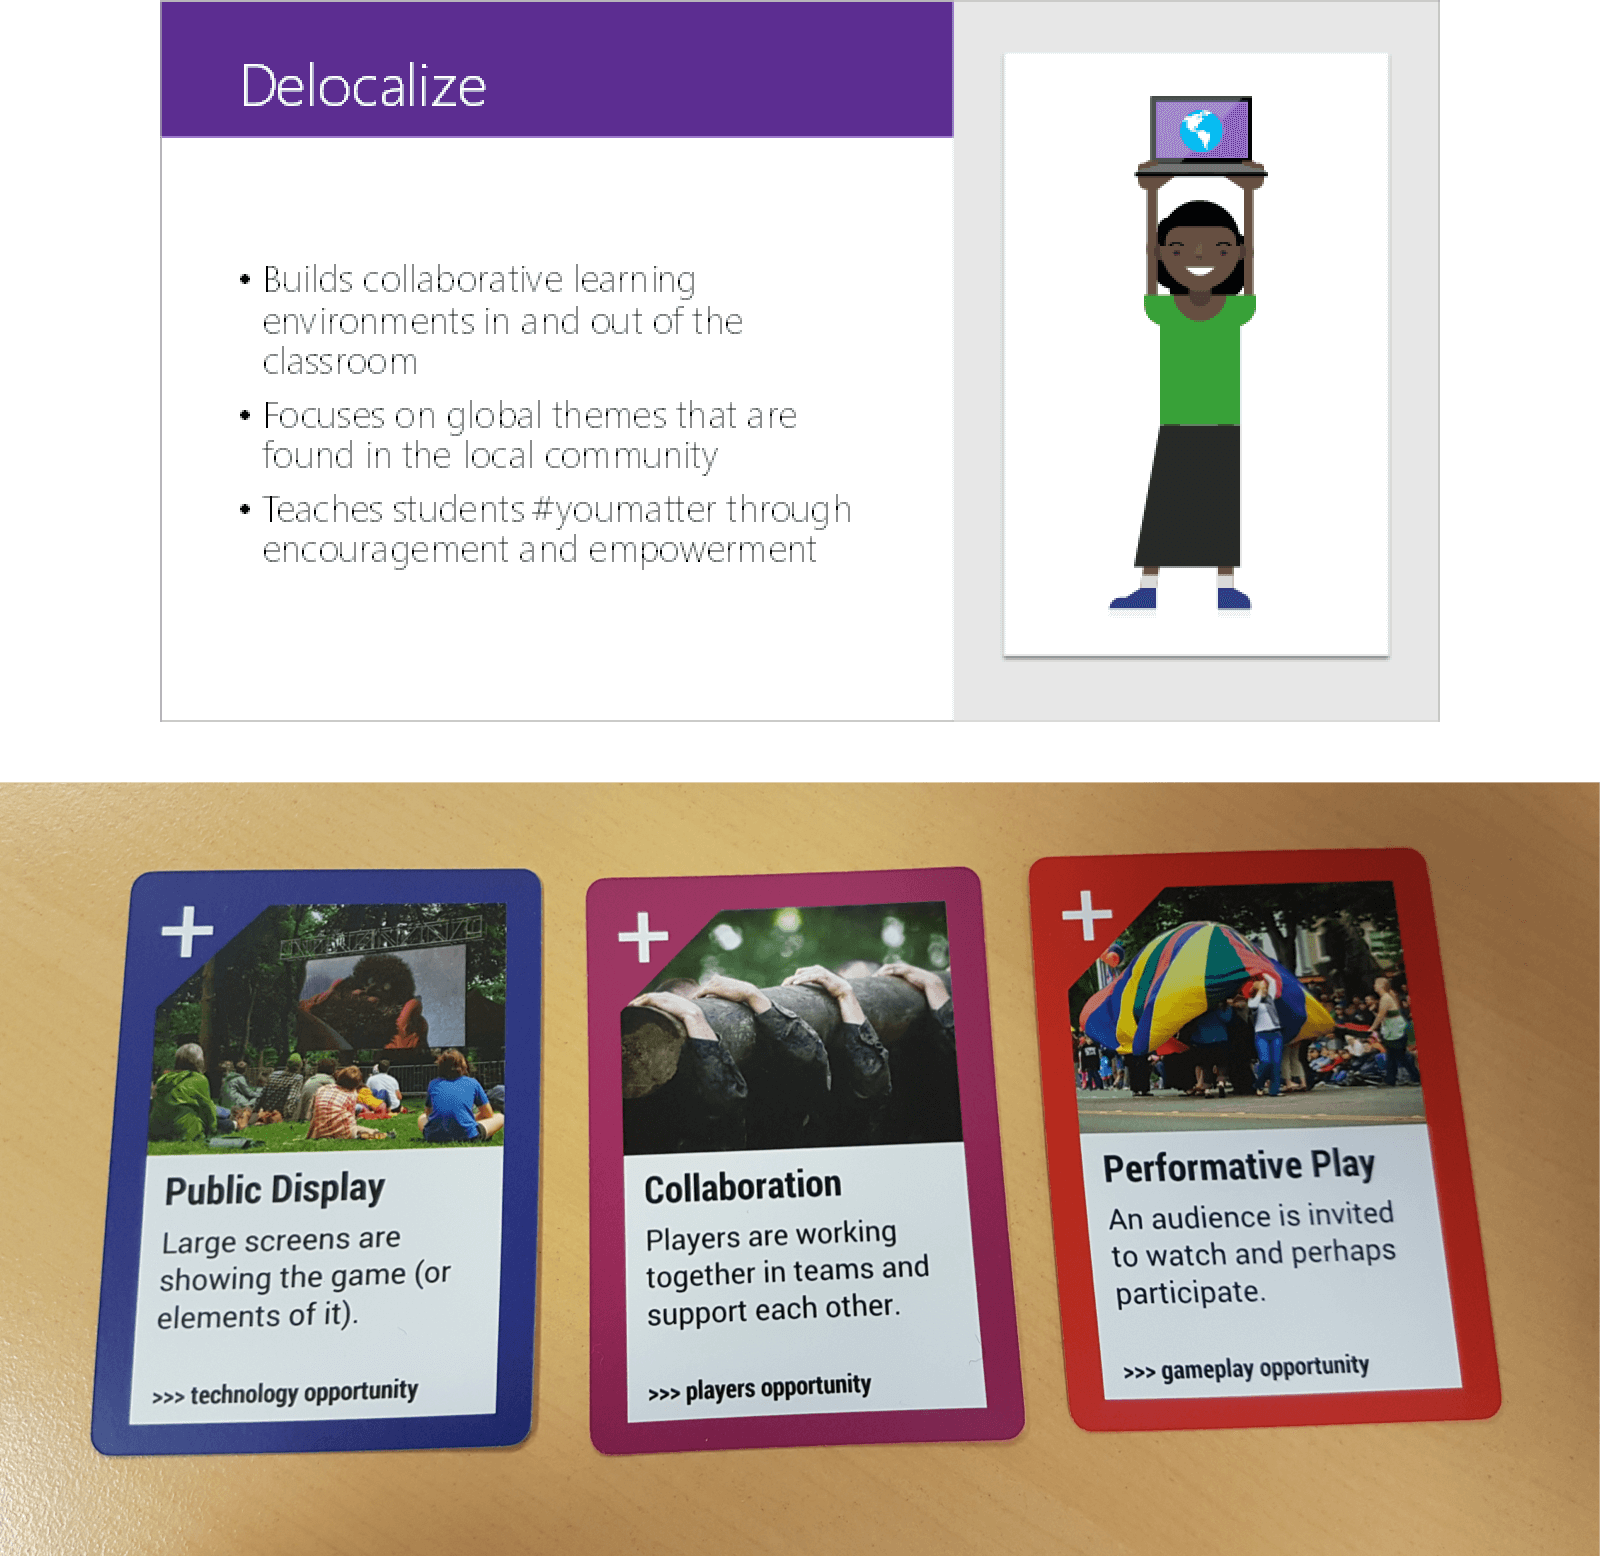 Delocalize
• Builds collaborative learning
environments in and out of the
classroom
• Focuses on global themes that are
found in the local community
• Teaches students #youmatter through
encouragement and empowerment
Public Display
Large screens are
showing the game (or
elements of it).
>>> technology opportunity
Collaboration
Players are working
together in teams and
support each other.
>>> players opportunity
Performative Play
An audience is invited
to watch and perhaps
participate.
>>> gameplay opportunity